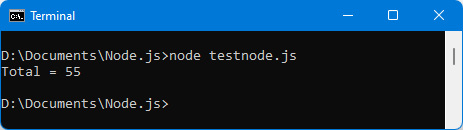 Terminal
D:\Documents\Node.js>node testnode.js
Total = 55
D:\Documents\Node.js>